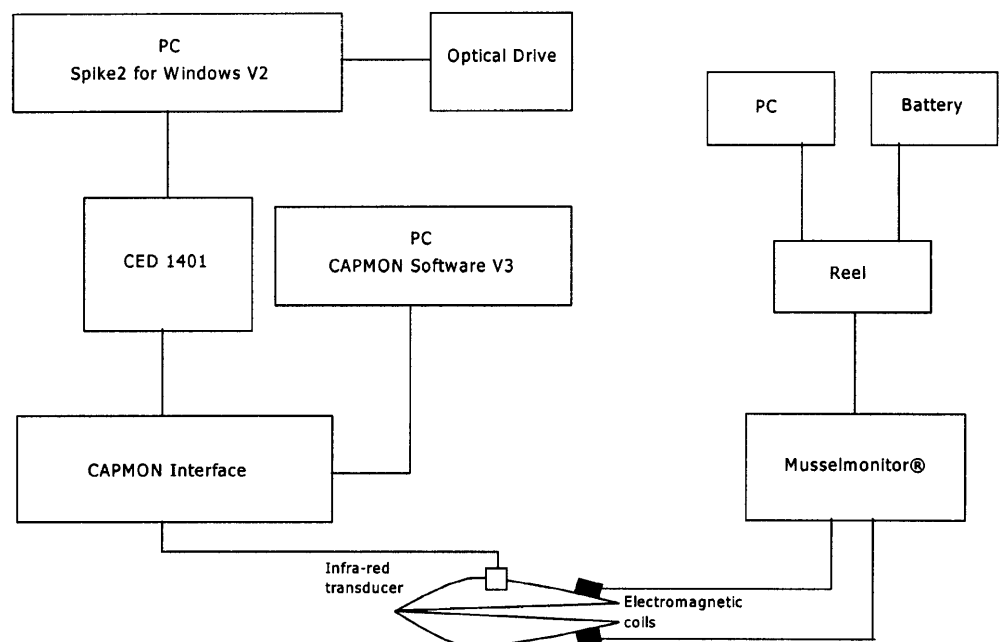 PC
Spike2 for Windows V2
Optical Drive
PC
Battery
CED 1401
PC
CAPMON Software V3
Reel
CAPMON Interface
Musselmonitor®
Infra-red
transducer
Electromagnetic
coils